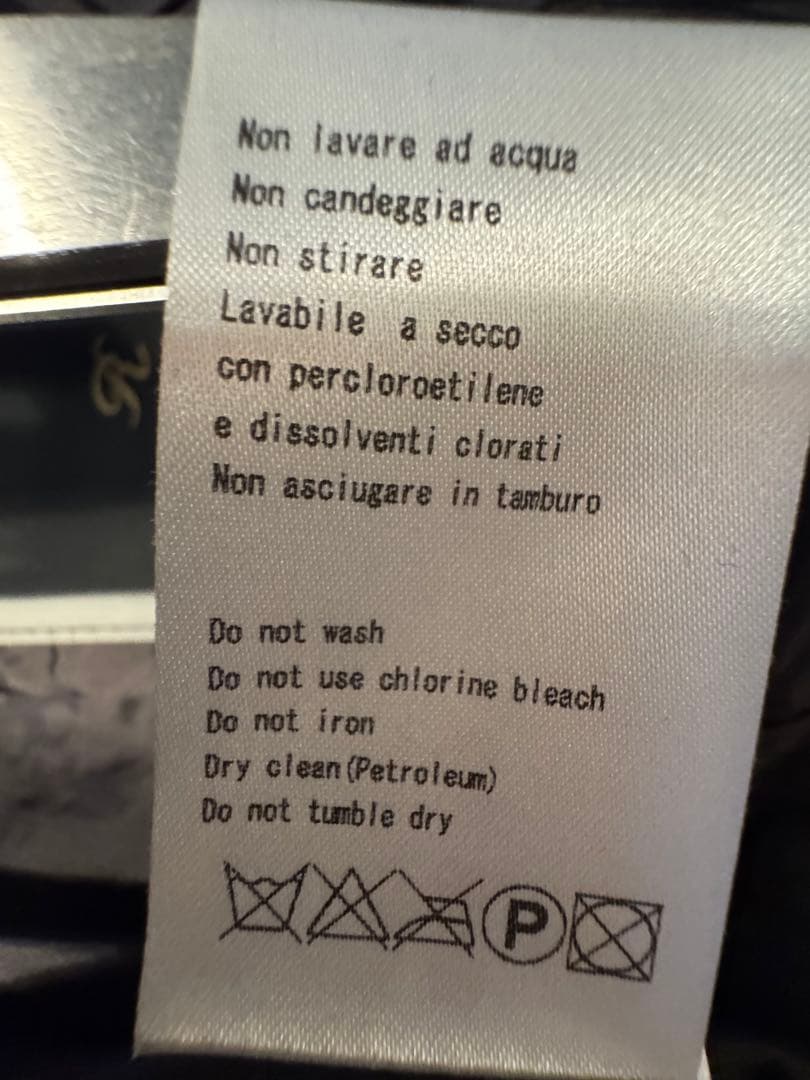 Non lavare ad acqua
Non candeggiare
Non stirare
Lavabile a secco
con percloroetilene
e dissolventi clorati
Non asciugare in tamburo
Do not wash
Do not use chlorine bleach
Do not iron
Dry clean(Petroleum)
Do not tumble dry
P